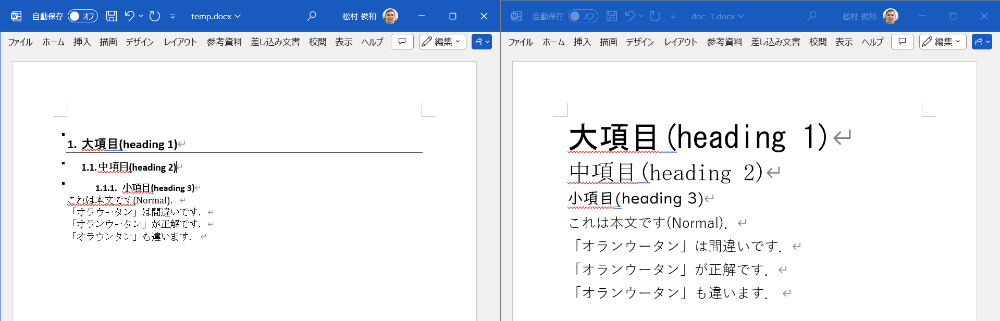 自動保存 オフ temp.docx 松村 俊和
ファイル ホーム 挿入 描画 デザイン レイアウト 参考資料 差し込み文書 校閲 表示 ヘルプ 編集
1. 大項目(heading 1)↵
1.1. 中項目(heading 2)↵
1.1.1. 小項目(heading 3)↵
これは本文です(Normal)．↵
「オラウータン」は間違いです．↵
「オランウータン」が正解です．↵
「オラウンタン」も違います．↵
自動保存 オフ doc_1.docx 松村 俊和
ファイル ホーム 挿入 描画 デザイン レイアウト 参考資料 差し込み文書 校閲 表示 ヘルプ 編集
大項目(heading 1)↵
中項目(heading 2)↵
小項目(heading 3)↵
これは本文です(Normal)．↵
「オランウータン」は間違いです．↵
「オランウータン」が正解です．↵
「オランウータン」も違います．↵